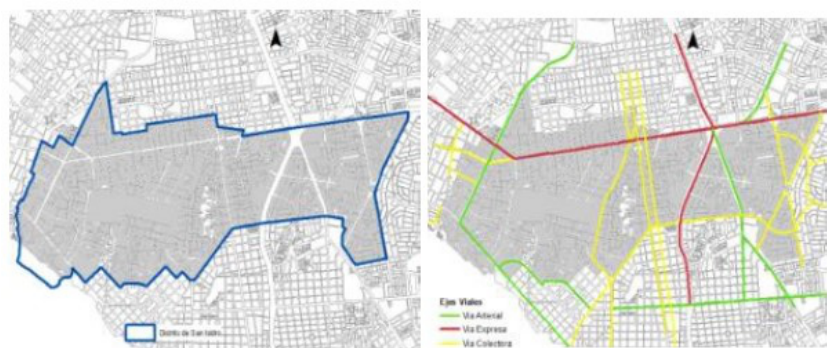 Distrito de San Isidro
Ejes Viales
Vía Arterial
Vía Expresa
Vía Colectora